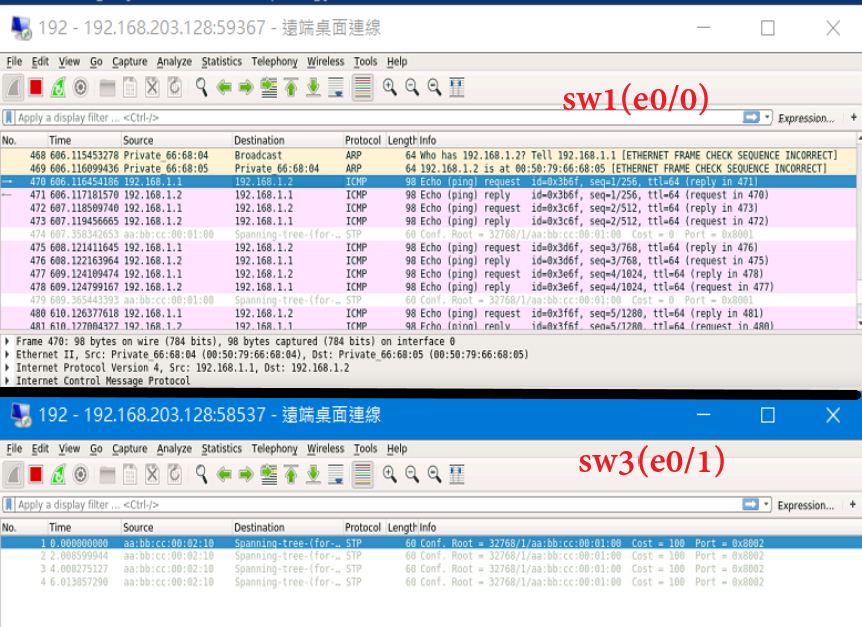 192 - 192.168.203.128:59367 - 遠端桌面連線
File Edit View Go Capture Analyze Statistics Telephony Wireless Tools Help
sw1(e0/0)
Apply a display filter ... <Ctrl-/> Expression... +
No. Time Source Destination Protocol Length Info
468 606.115453278 Private_66:68:04 Broadcast ARP 64 Who has 192.168.1.2? Tell 192.168.1.1 [ETHERNET FRAME CHECK SEQUENCE INCORRECT]
469 606.116099436 Private_66:68:05 Private_66:68:04 ARP 64 192.168.1.2 is at 00:50:79:66:68:05 [ETHERNET FRAME CHECK SEQUENCE INCORRECT]
470 606.116454186 192.168.1.1 192.168.1.2 ICMP 98 Echo (ping) request id=0x3b6f, seq=1/256, ttl=64 (reply in 471)
471 606.117181570 192.168.1.2 192.168.1.1 ICMP 98 Echo (ping) reply id=0x3b6f, seq=1/256, ttl=64 (request in 470)
472 607.118509740 192.168.1.1 192.168.1.2 ICMP 98 Echo (ping) request id=0x3c6f, seq=2/512, ttl=64 (reply in 473)
473 607.119456665 192.168.1.2 192.168.1.1 ICMP 98 Echo (ping) reply id=0x3c6f, seq=2/512, ttl=64 (request in 472)
474 607.358342653 aa:bb:cc:00:01:00 Spanning-tree-(for-… STP 60 Conf. Root = 32768/1/aa:bb:cc:00:01:00 Cost = 0 Port = 0x8001
475 608.121411645 192.168.1.1 192.168.1.2 ICMP 98 Echo (ping) request id=0x3d6f, seq=3/768, ttl=64 (reply in 476)
476 608.122163964 192.168.1.2 192.168.1.1 ICMP 98 Echo (ping) reply id=0x3d6f, seq=3/768, ttl=64 (request in 475)
477 609.124109474 192.168.1.1 192.168.1.2 ICMP 98 Echo (ping) request id=0x3e6f, seq=4/1024, ttl=64 (reply in 478)
478 609.124799167 192.168.1.2 192.168.1.1 ICMP 98 Echo (ping) reply id=0x3e6f, seq=4/1024, ttl=64 (request in 477)
479 609.365443393 aa:bb:cc:00:01:00 Spanning-tree-(for-… STP 60 Conf. Root = 32768/1/aa:bb:cc:00:01:00 Cost = 0 Port = 0x8001
480 610.126377618 192.168.1.1 192.168.1.2 ICMP 98 Echo (ping) request id=0x3f6f, seq=5/1280, ttl=64 (reply in 481)
481 610.127004327 192.168.1.2 192.168.1.1 ICMP 98 Echo (ping) reply id=0x3f6f, seq=5/1280, ttl=64 (request in 480)
Frame 470: 98 bytes on wire (784 bits), 98 bytes captured (784 bits) on interface 0
Ethernet II, Src: Private_66:68:04 (00:50:79:66:68:04), Dst: Private_66:68:05 (00:50:79:66:68:05)
Internet Protocol Version 4, Src: 192.168.1.1, Dst: 192.168.1.2
Internet Control Message Protocol
192 - 192.168.203.128:58537 - 遠端桌面連線
File Edit View Go Capture Analyze Statistics Telephony Wireless Tools Help
sw3(e0/1)
Apply a display filter ... <Ctrl-/> Expression... +
No. Time Source Destination Protocol Length Info
1 0.000000000 aa:bb:cc:00:02:10 Spanning-tree-(for-… STP 60 Conf. Root = 32768/1/aa:bb:cc:00:01:00 Cost = 100 Port = 0x8002
2 2.008599944 aa:bb:cc:00:02:10 Spanning-tree-(for-… STP 60 Conf. Root = 32768/1/aa:bb:cc:00:01:00 Cost = 100 Port = 0x8002
3 4.008275127 aa:bb:cc:00:02:10 Spanning-tree-(for-… STP 60 Conf. Root = 32768/1/aa:bb:cc:00:01:00 Cost = 100 Port = 0x8002
4 6.013057290 aa:bb:cc:00:02:10 Spanning-tree-(for-… STP 60 Conf. Root = 32768/1/aa:bb:cc:00:01:00 Cost = 100 Port = 0x8002